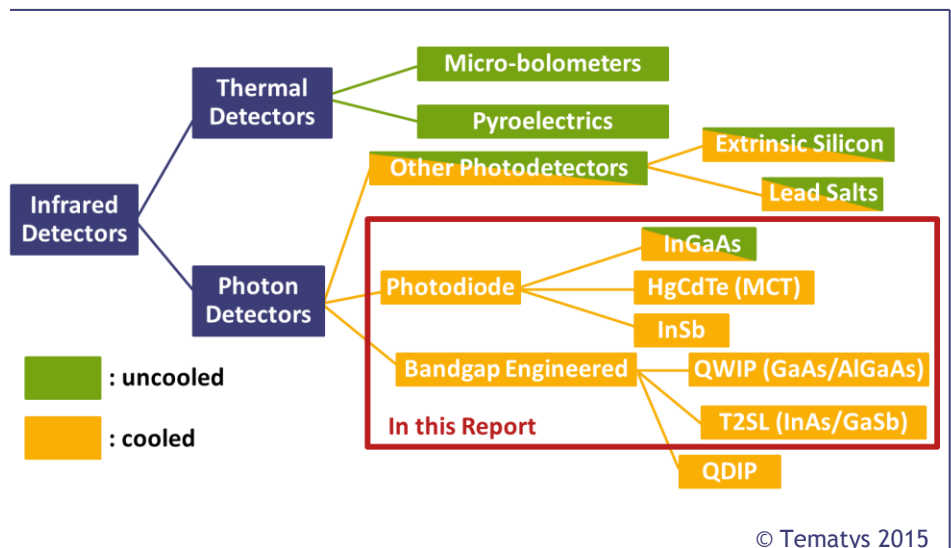 Infrared
Detectors
Thermal
Detectors
Micro-bolometers
Pyroelectrics
Photon
Detectors
Other Photodetectors
Extrinsic Silicon
Lead Salts
Photodiode
InGaAs
HgCdTe (MCT)
InSb
Bandgap Engineered
QWIP (GaAs/AlGaAs)
T2SL (InAs/GaSb)
QDIP
In this Report
: uncooled
: cooled
© Tematys 2015